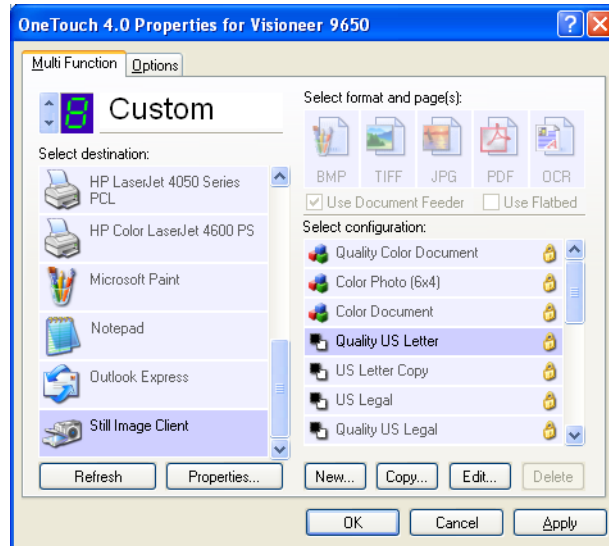 OneTouch 4.0 Properties for Visioneer 9650
Multi Function
Options
8
Custom
Select destination:
HP LaserJet 4050 Series
PCL
HP Color LaserJet 4600 PS
Microsoft Paint
Notepad
Outlook Express
Still Image Client
Refresh
Properties...
Select format and page(s):
BMP
TIFF
JPG
PDF
OCR
Use Document Feeder
Use Flatbed
Select configuration:
Quality Color Document
Color Photo (6x4)
Color Document
Quality US Letter
US Letter Copy
US Legal
Quality US Legal
New...
Copy...
Edit...
Delete
OK
Cancel
Apply